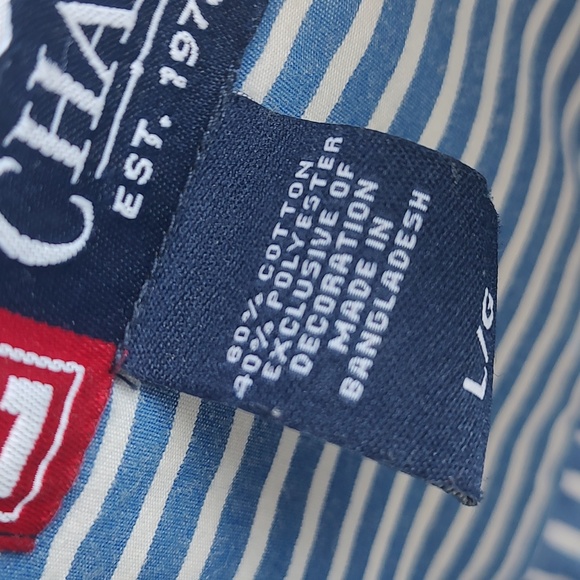 CHA
EST. 197
60% COTTON
40% POLYESTER
EXCLUSIVE OF
DECORATION
MADE IN
BANGLADESH
L/G